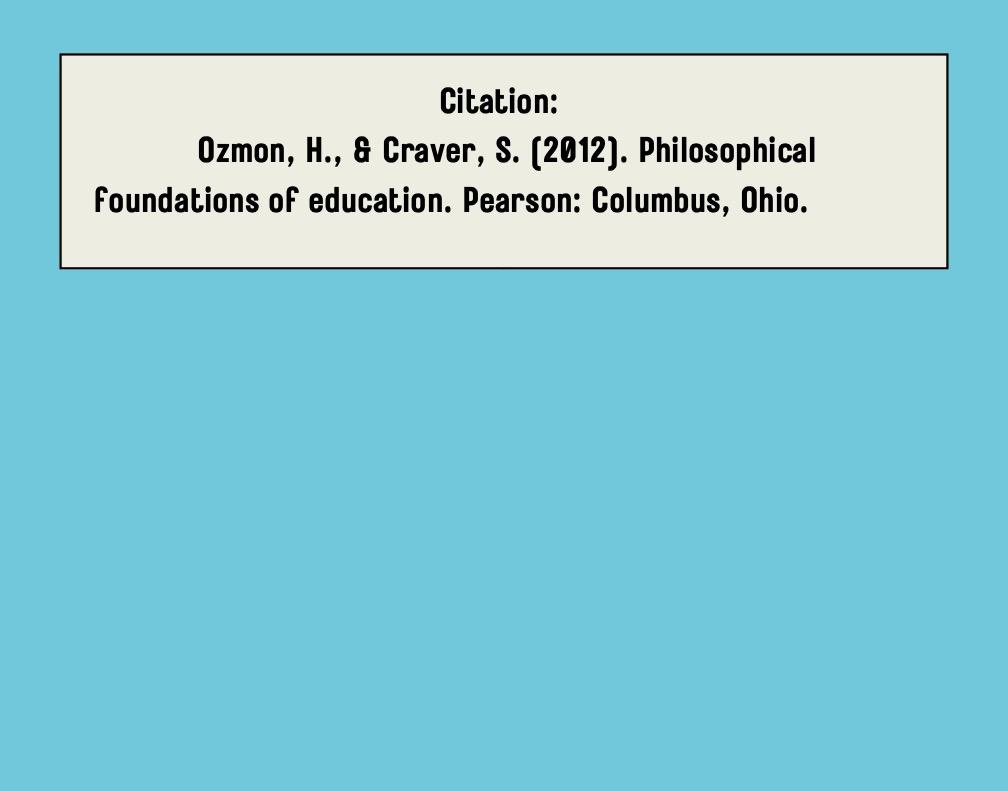 Citation:
Ozmon, H., & Craver, S. (2012). Philosophical
foundations of education. Pearson: Columbus, Ohio.